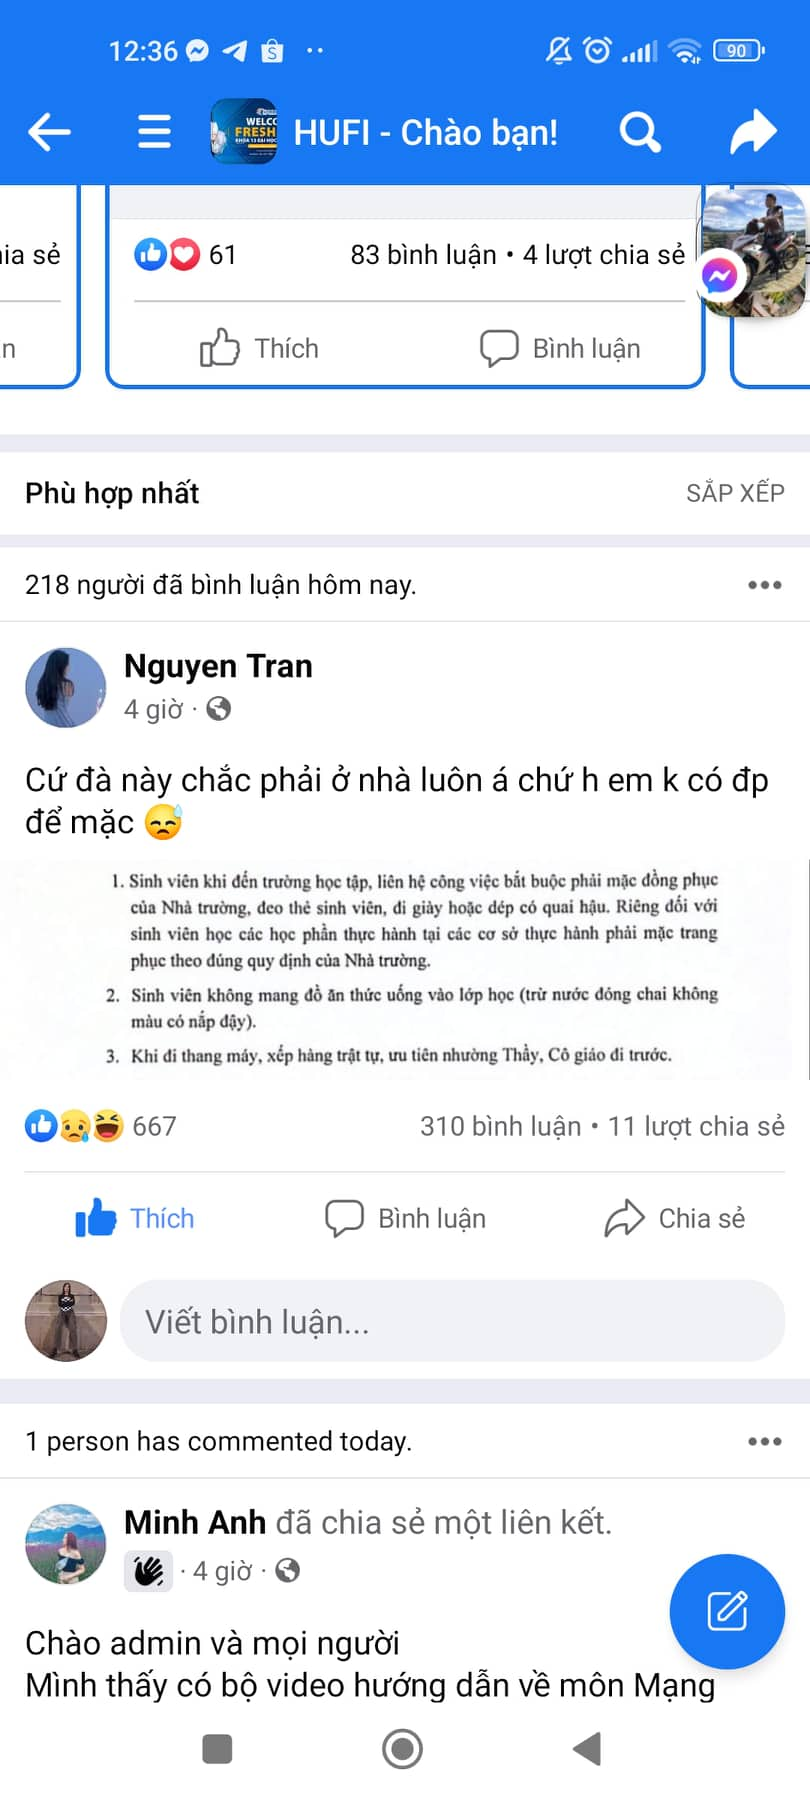 12:36
90
WELCO
FRESH
HUFI - Chào bạn!
ia sẻ
61
83 bình luận • 4 lượt chia sẻ
n
Thích
Bình luận
Phù hợp nhất
SẮP XẾP
218 người đã bình luận hôm nay.
Nguyen Tran
4 giờ ·
Cứ đà này chắc phải ở nhà luôn á chứ h em k có đp
để mặc 😓
1. Sinh viên khi đến trường học tập, liên hệ công việc bắt buộc phải mặc đồng phục
của Nhà trường, đeo thẻ sinh viên, đi giày hoặc dép có quai hậu. Riêng đối với
sinh viên học các học phần thực hành tại các cơ sở thực hành phải mặc trang
phục theo đúng quy định của Nhà trường.
2. Sinh viên không mang đồ ăn thức uống vào lớp học (trừ nước đóng chai không
màu có nắp đậy).
3. Khi đi thang máy, xếp hàng trật tự, ưu tiên nhường Thầy, Cô giáo đi trước.
667
310 bình luận • 11 lượt chia sẻ
Thích
Bình luận
Chia sẻ
Viết bình luận...
1 person has commented today.
Minh Anh đã chia sẻ một liên kết.
· 4 giờ ·
Chào admin và mọi người
Mình thấy có bộ video hướng dẫn về môn Mạng